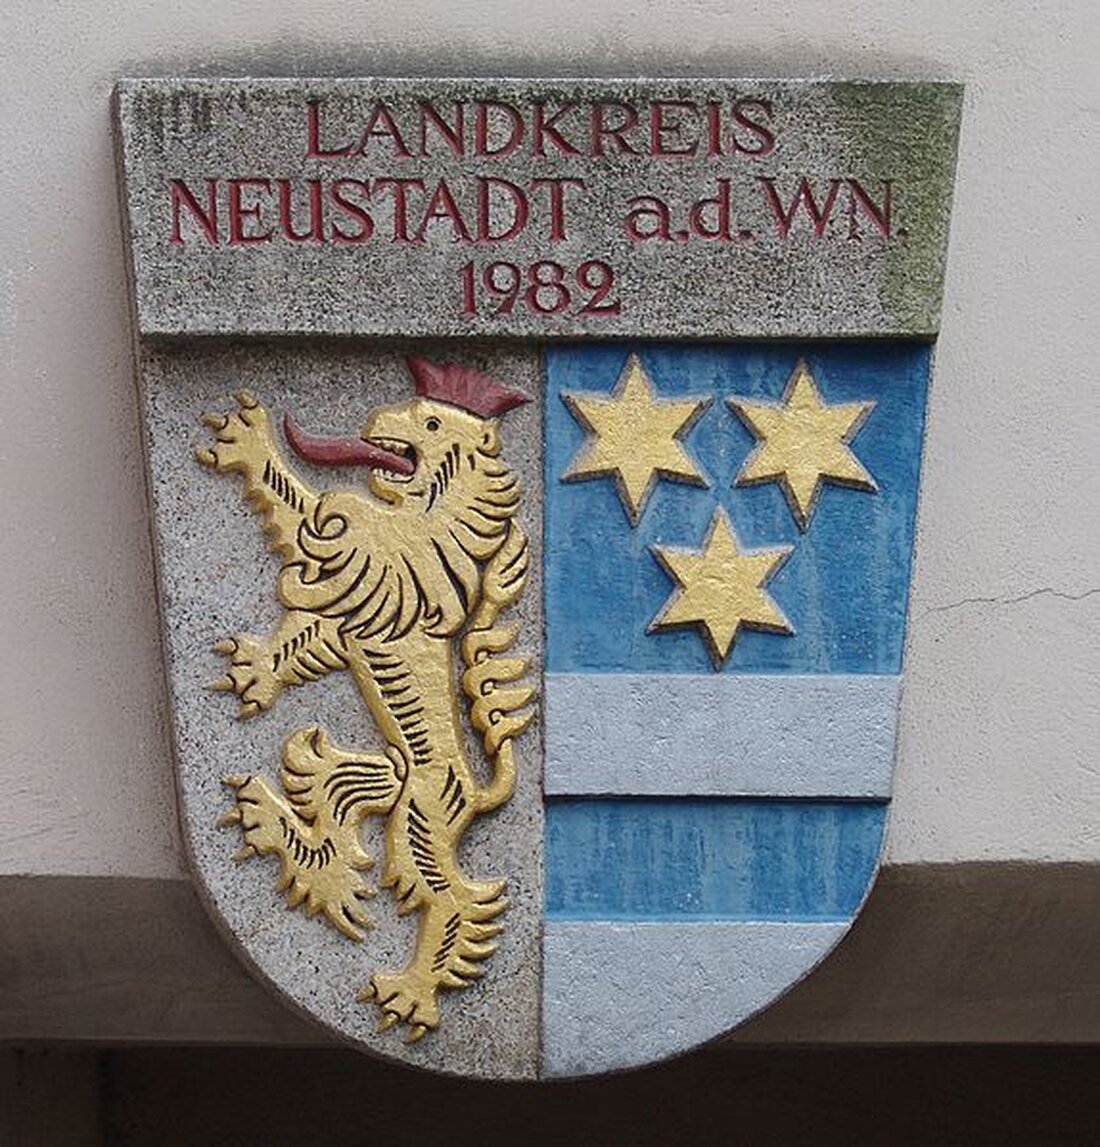 LANDKREIS
NEUSTADT a.d.WN.
1982